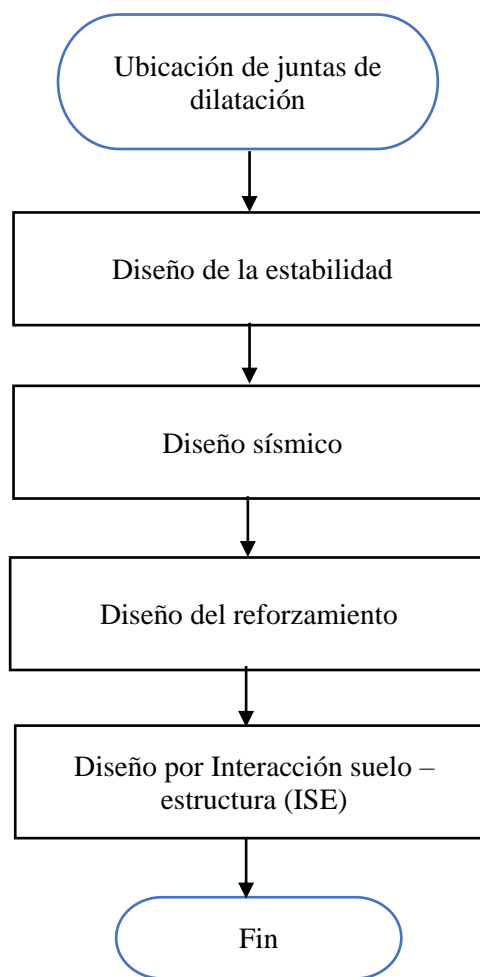 Ubicación de juntas de
dilatación
Diseño de la estabilidad
Diseño sísmico
Diseño del reforzamiento
Diseño por Interacción suelo –
estructura (ISE)
Fin